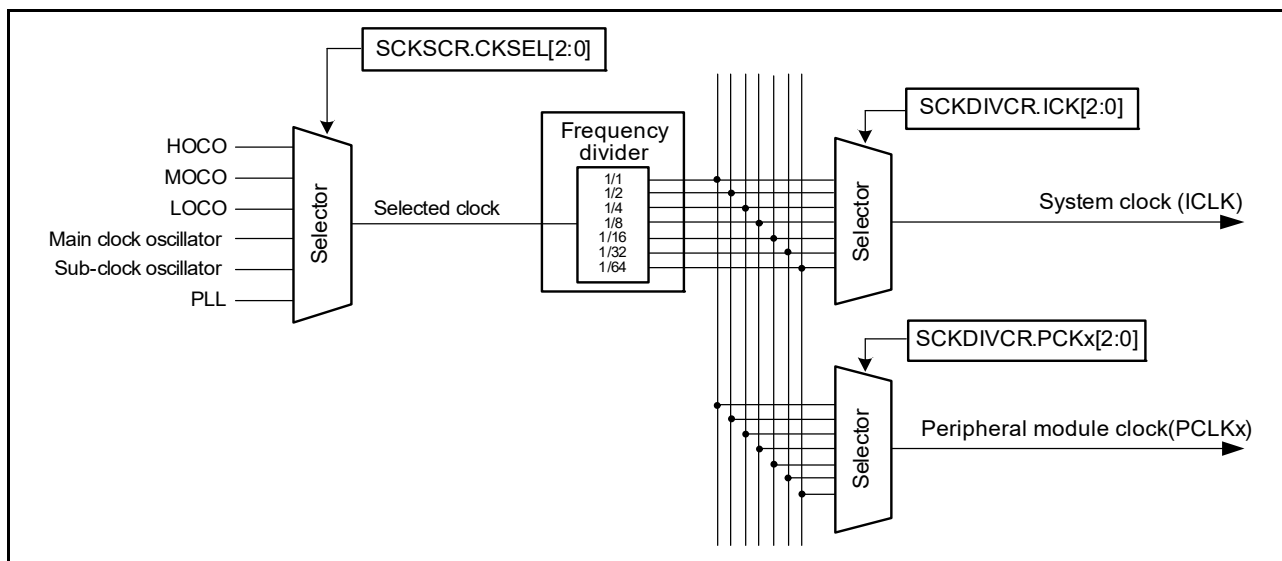 SCKSCR.CKSEL[2:0]
HOCO
MOCO
LOCO
Main clock oscillator
Sub-clock oscillator
PLL
Selector
Selected clock
Frequency
divider
1/1
1/2
1/4
1/8
1/16
1/32
1/64
SCKDIVCR.ICK[2:0]
Selector
System clock (ICLK)
SCKDIVCR.PCKx[2:0]
Selector
Peripheral module clock(PCLKx)